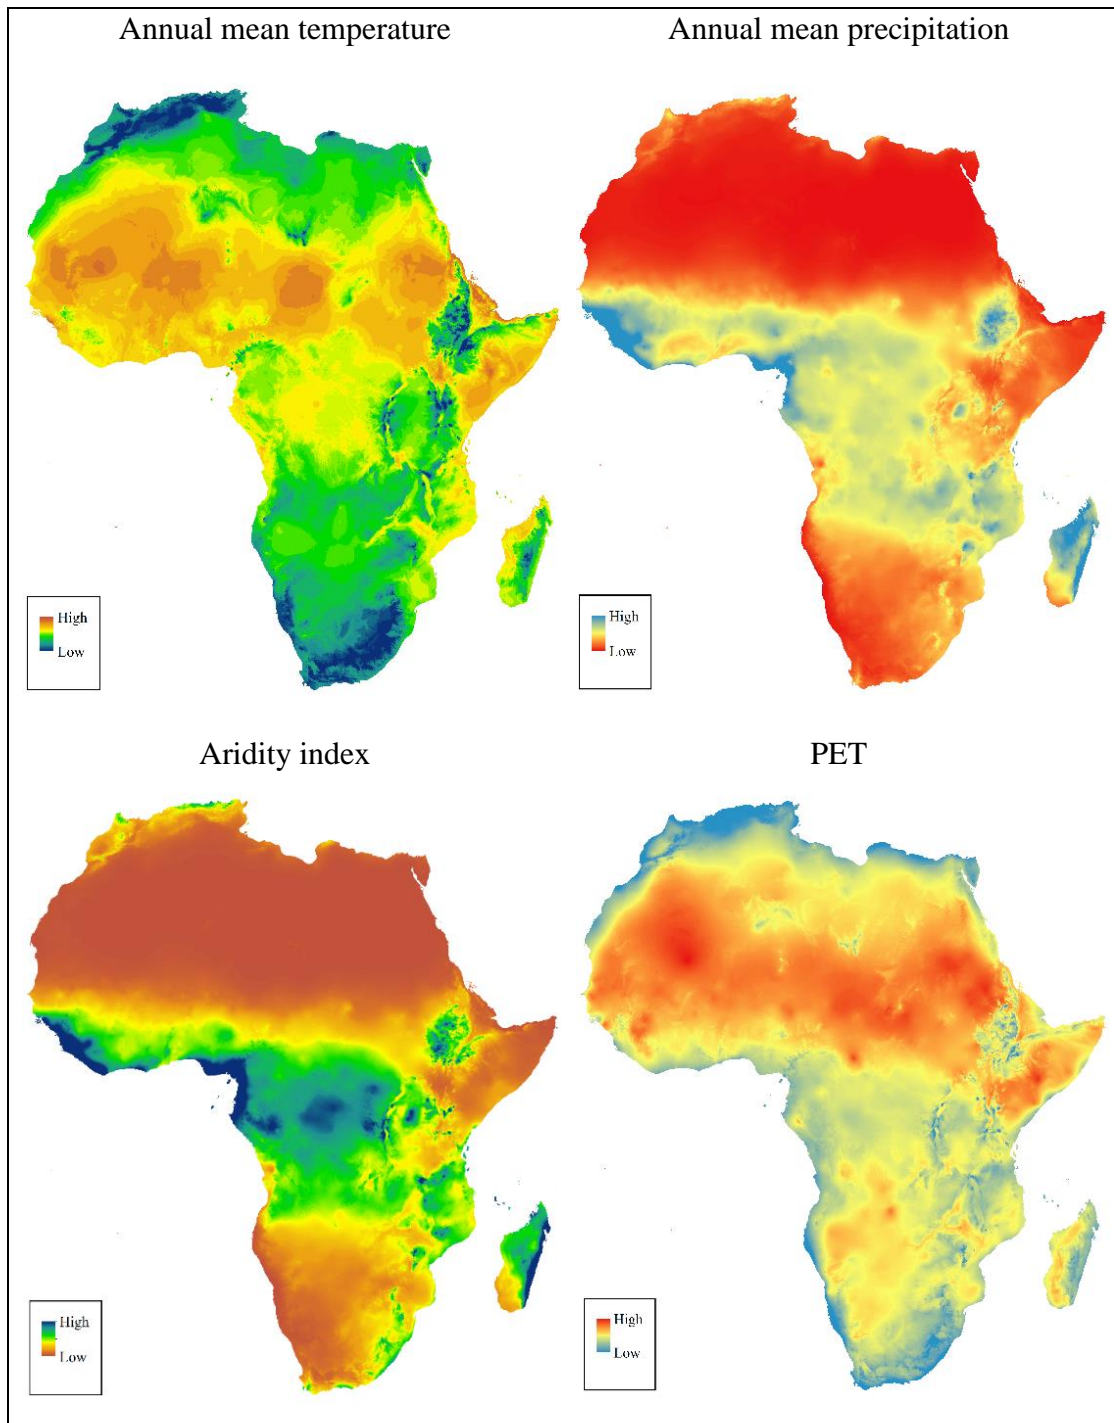 Annual mean temperature
Annual mean precipitation
High
Low
High
Low
Aridity index
PET
High
Low
High
Low